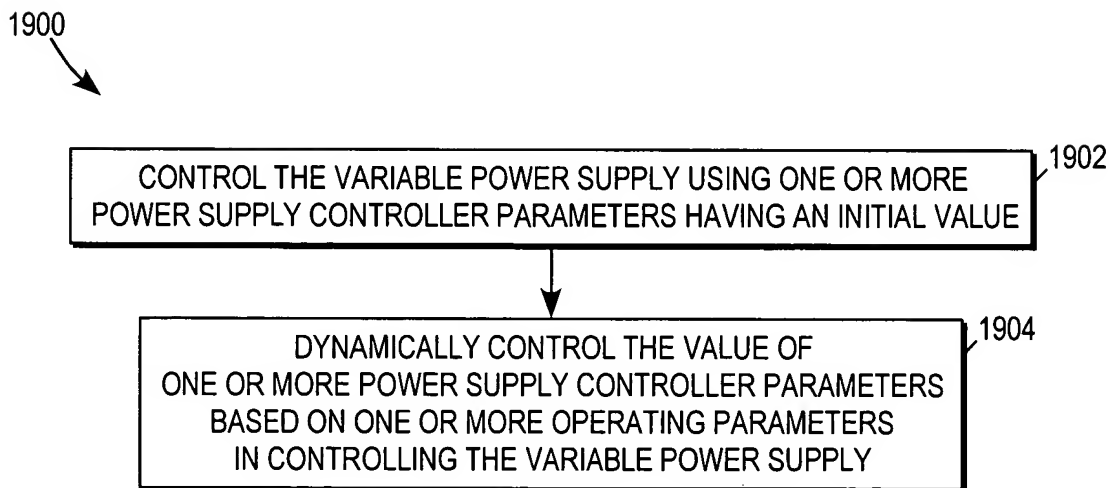 1900
1902
CONTROL THE VARIABLE POWER SUPPLY USING ONE OR MORE
POWER SUPPLY CONTROLLER PARAMETERS HAVING AN INITIAL VALUE
1904
DYNAMICALLY CONTROL THE VALUE OF
ONE OR MORE POWER SUPPLY CONTROLLER PARAMETERS
BASED ON ONE OR MORE OPERATING PARAMETERS
IN CONTROLLING THE VARIABLE POWER SUPPLY